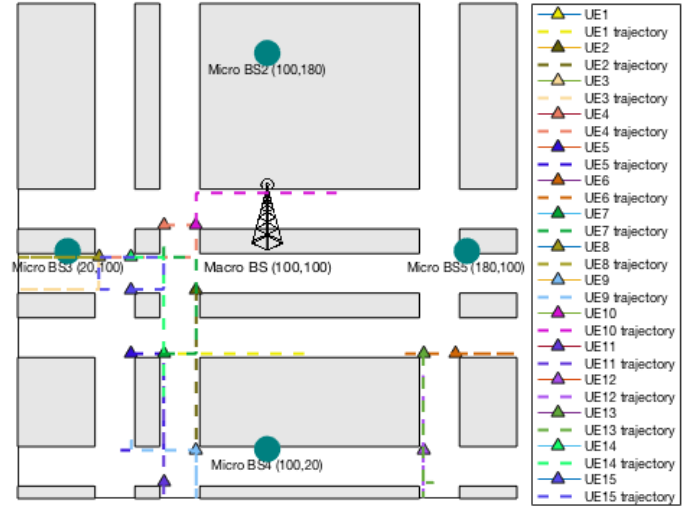 Micro BS2 (100,180)
Micro BS3 (20,100)
Macro BS (100,100)
Micro BS5 (180,100)
Micro BS4 (100,20)
UE1
UE1 trajectory
UE2
UE2 trajectory
UE3
UE3 trajectory
UE4
UE4 trajectory
UE5
UE5 trajectory
UE6
UE6 trajectory
UE7
UE7 trajectory
UE8
UE8 trajectory
UE9
UE9 trajectory
UE10
UE10 trajectory
UE11
UE11 trajectory
UE12
UE12 trajectory
UE13
UE13 trajectory
UE14
UE14 trajectory
UE15
UE15 trajectory